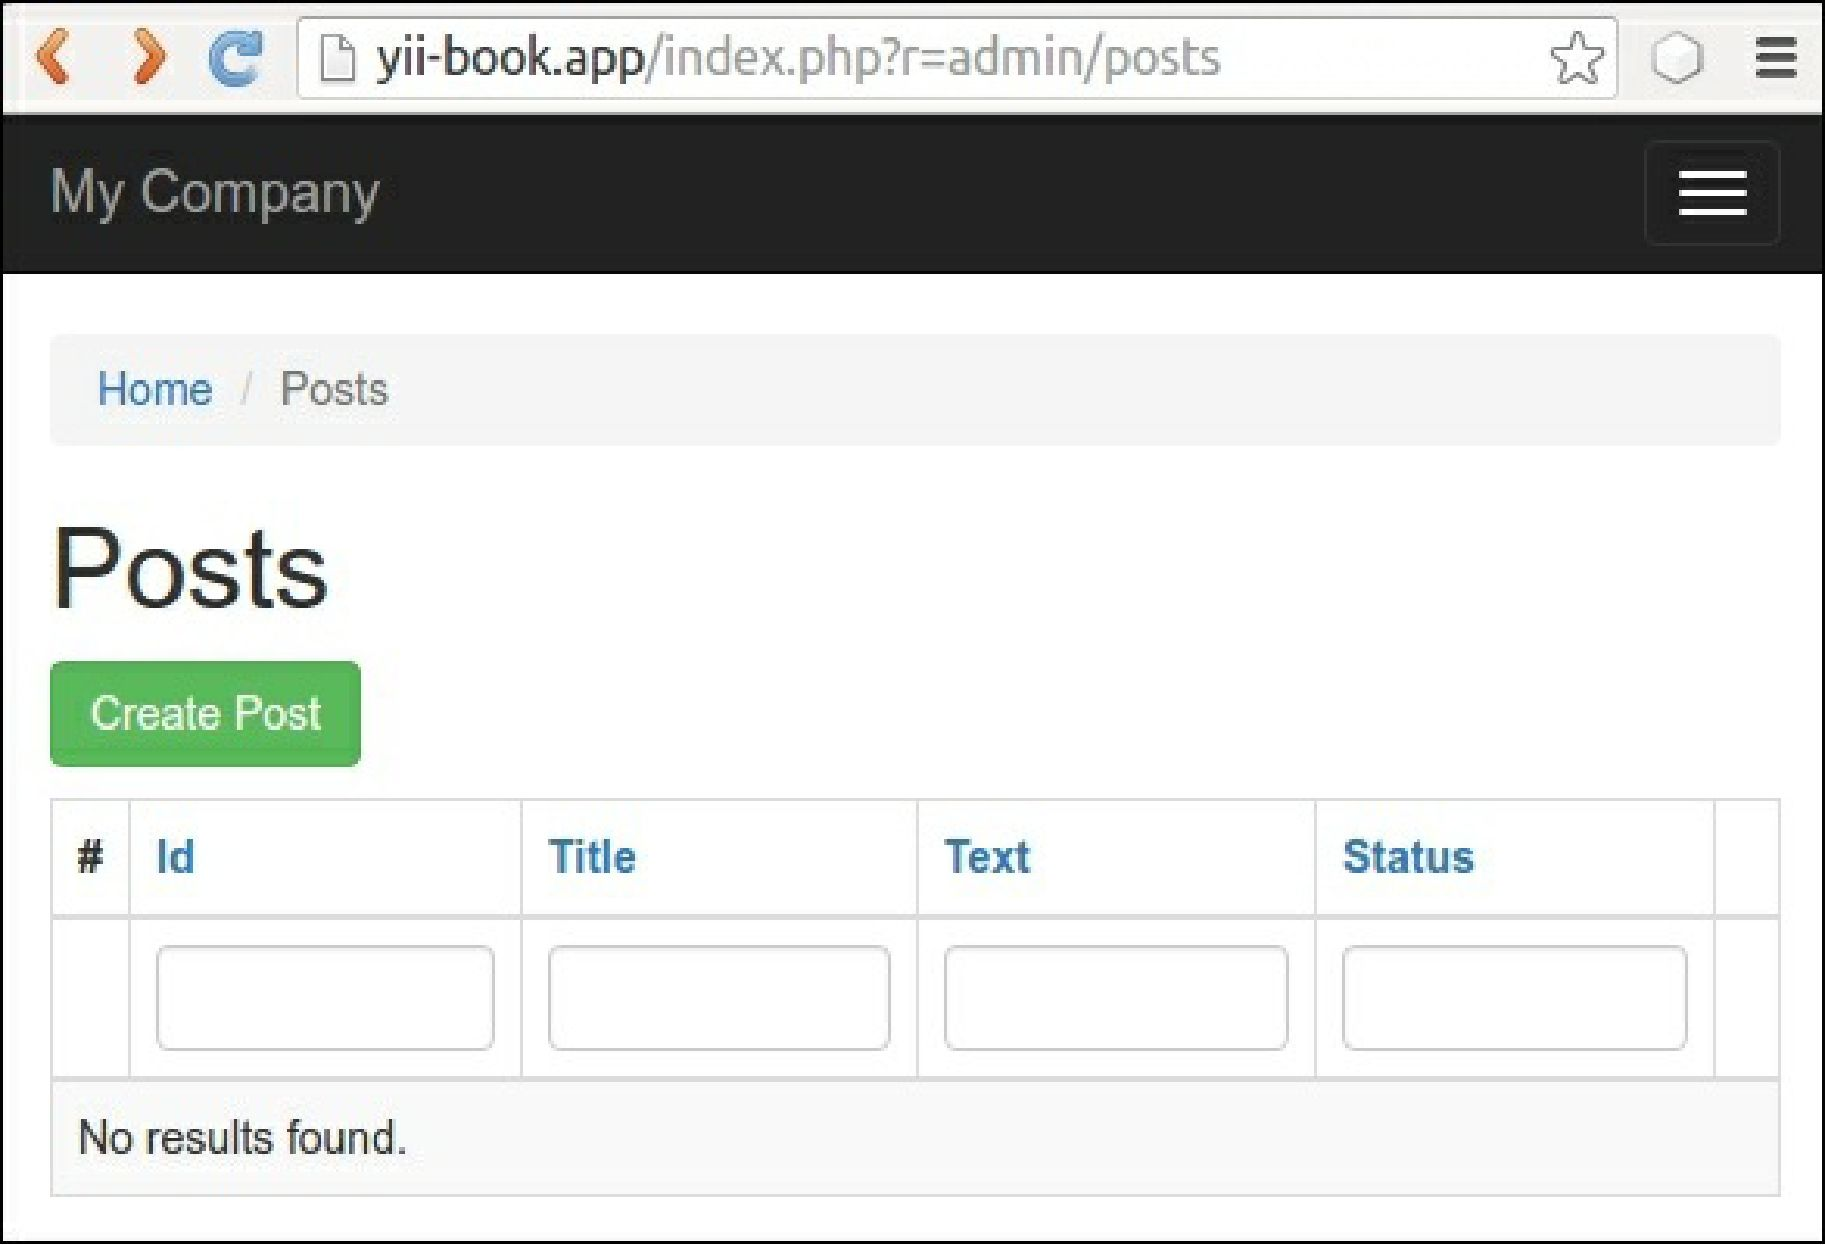 yii-book.app/index.php?r=admin/posts
My Company
Home / Posts
Posts
Create Post
# Id Title Text Status
No results found.